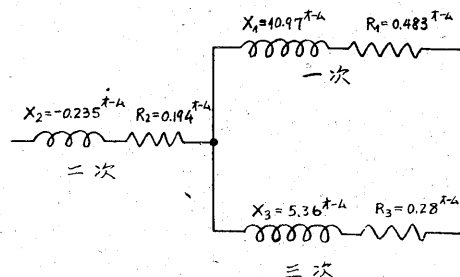 X₁=10.97オーム R₁=0.483オーム
一次
X₂=-0.235オーム R₂=0.194オーム
二次
X₃=5.36オーム R₃=0.28オーム
三次